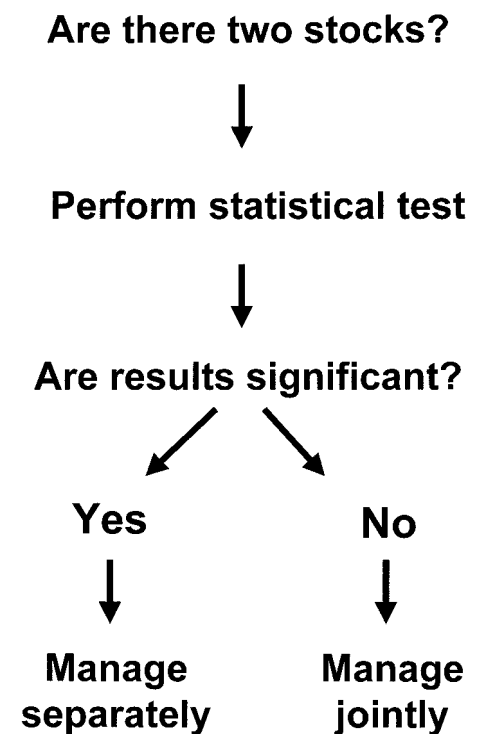 Are there two stocks?
Perform statistical test
Are results significant?
Yes
No
Manage
separately
Manage
jointly